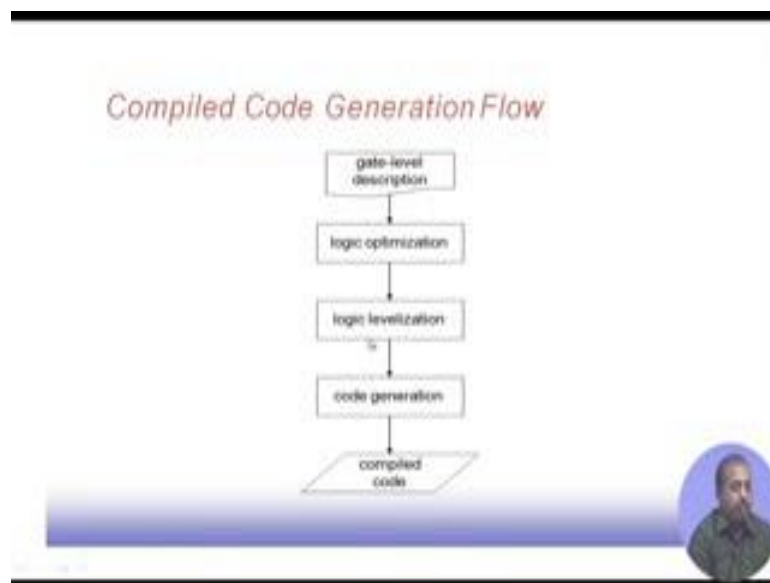 Compiled Code Generation Flow
gate-level
description
logic optimization
logic levelization
code generation
compiled
code